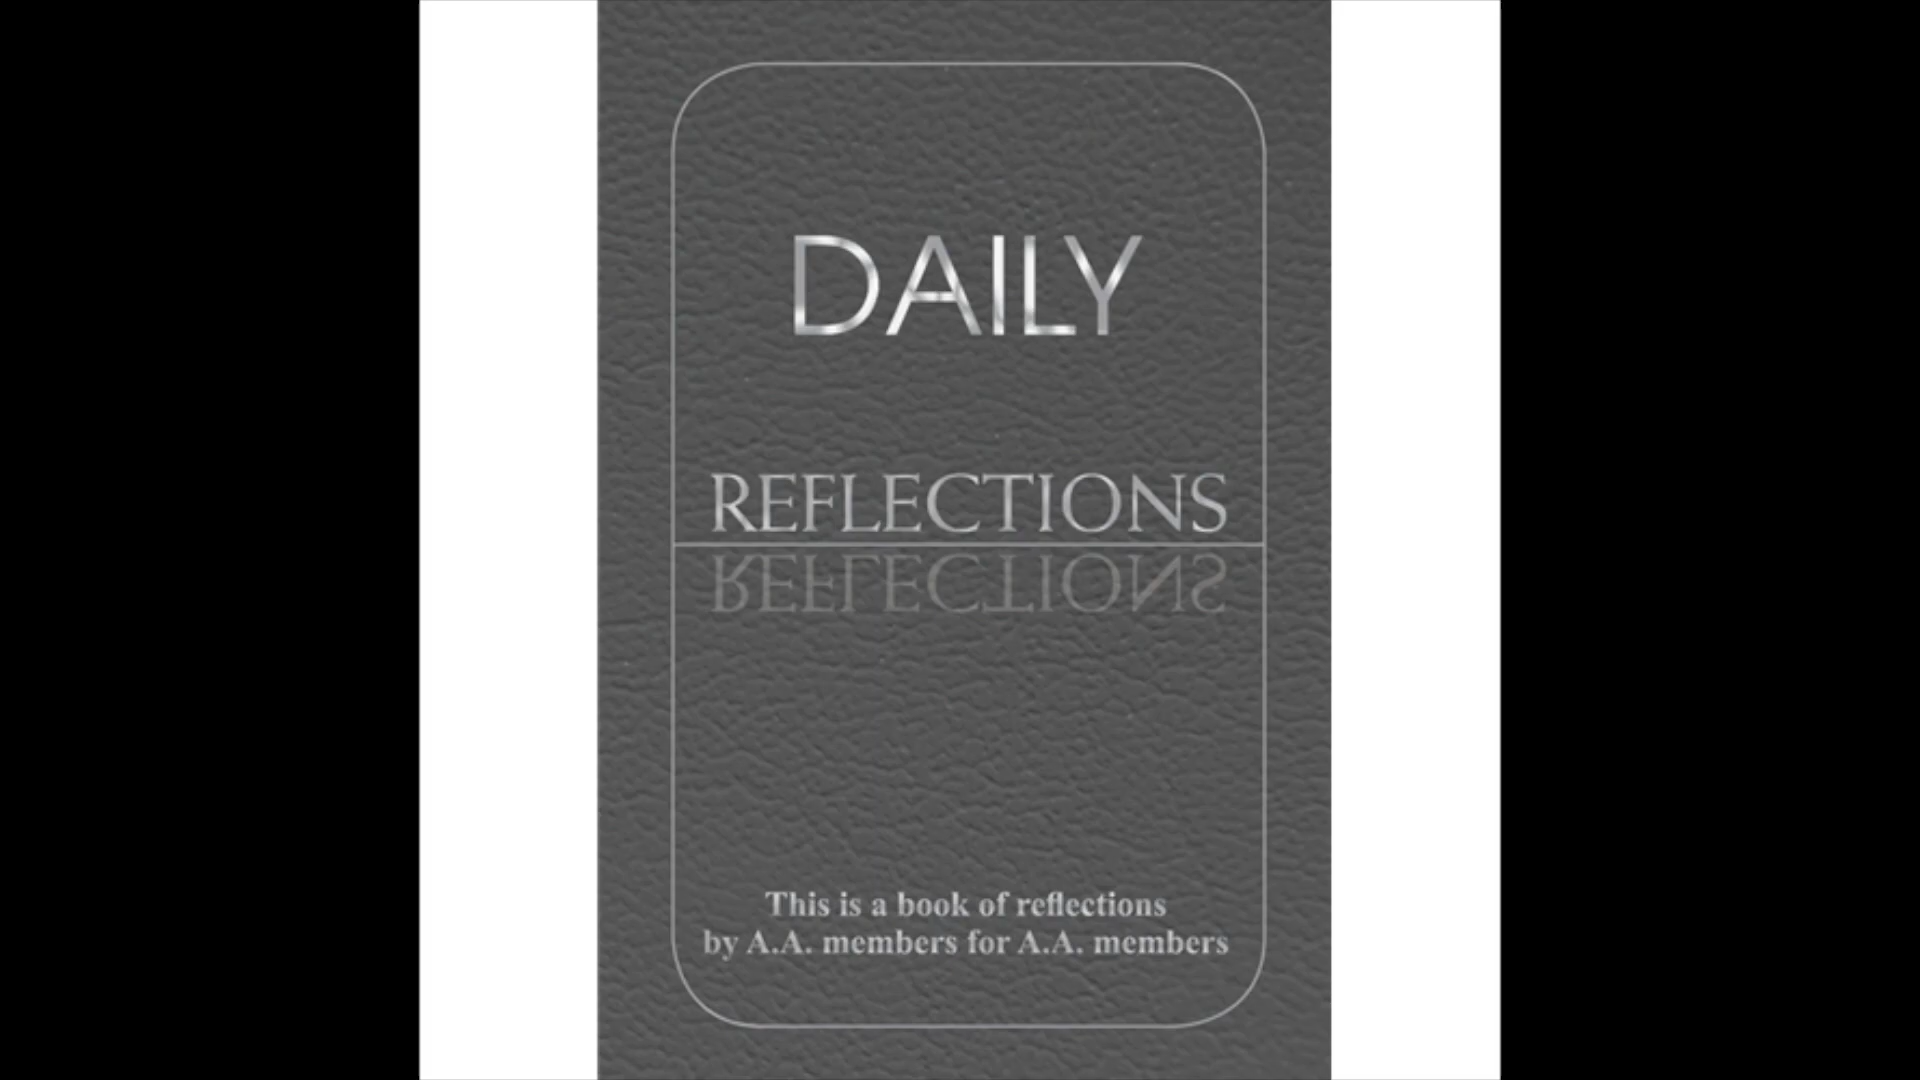 DAILY
REFLECTIONS
REFLECTIONS
This is a book of reflections
by A.A. members for A.A. members